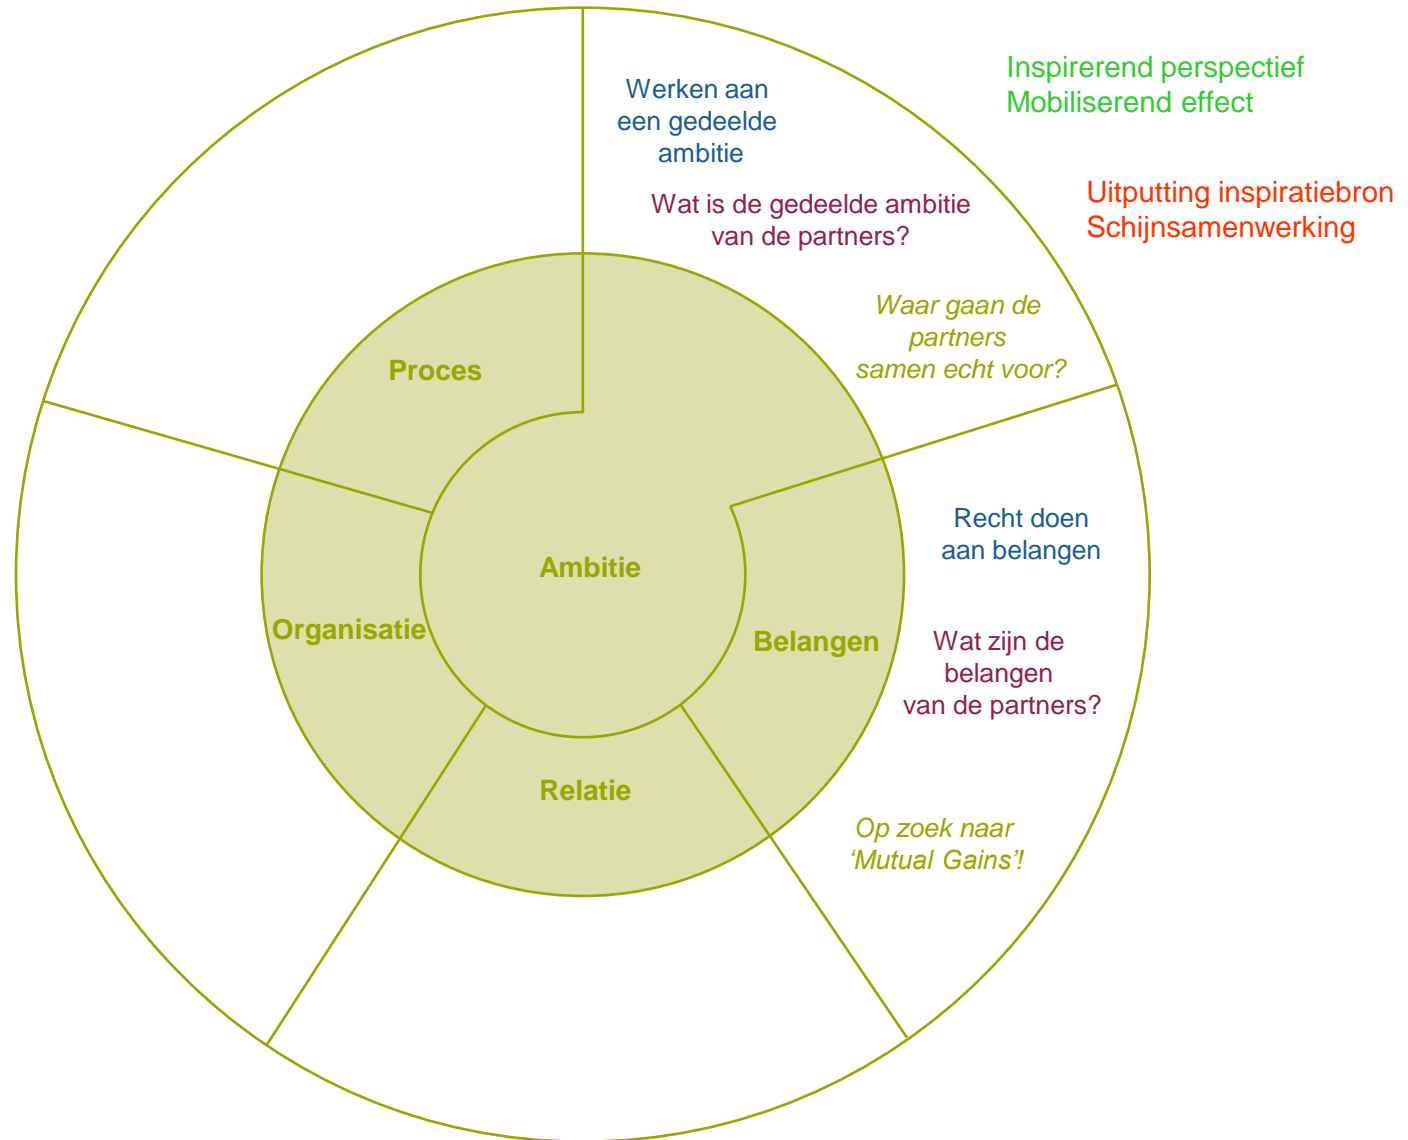 Inspirerend perspectief
Mobiliserend effect
Uitputting inspiratiebron
Schijnsamenwerking
Werken aan
een gedeelde
ambitie
Wat is de gedeelde ambitie
van de partners?
Waar gaan de
partners
samen echt voor?
Proces
Ambitie
Organisatie
Belangen
Relatie
Recht doen
aan belangen
Wat zijn de
belangen
van de partners?
Op zoek naar
‘Mutual Gains’!